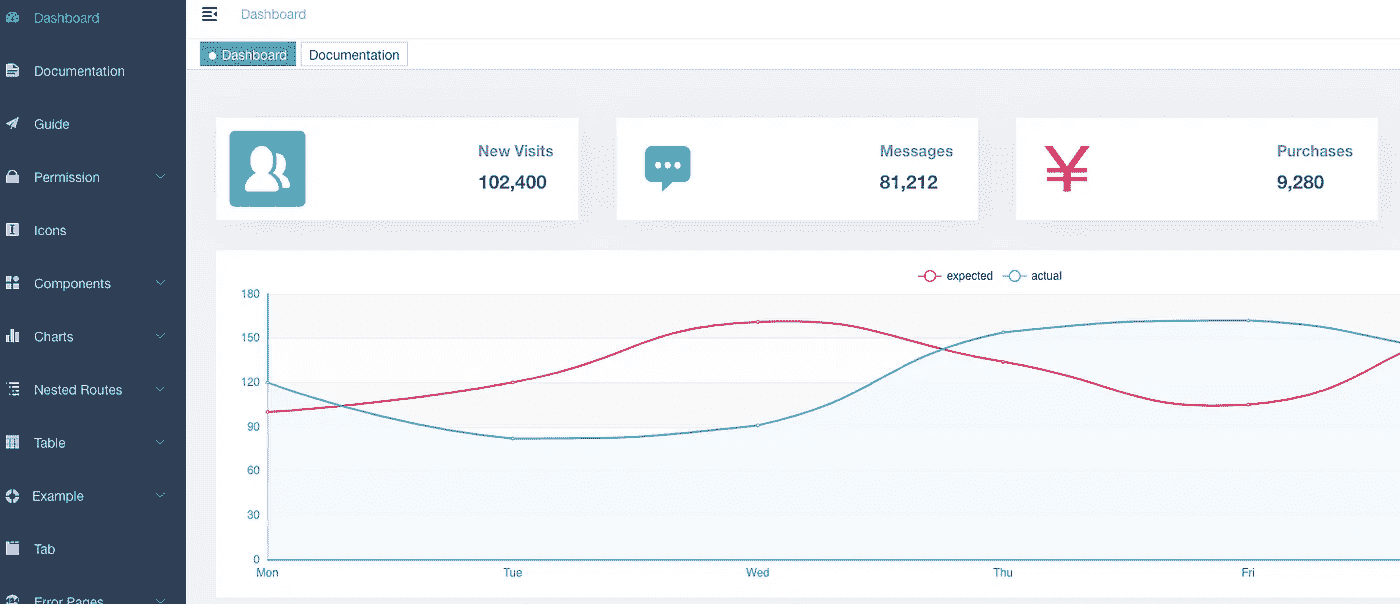 Dashboard
Documentation
Guide
Permission
Icons
Components
Charts
Nested Routes
Table
Example
Tab
Error Pages
Dashboard
Dashboard
Documentation
New Visits
102,400
Messages
81,212
¥
Purchases
9,280
expected
actual
180
150
120
90
60
30
0
Mon
Tue
Wed
Thu
Fri